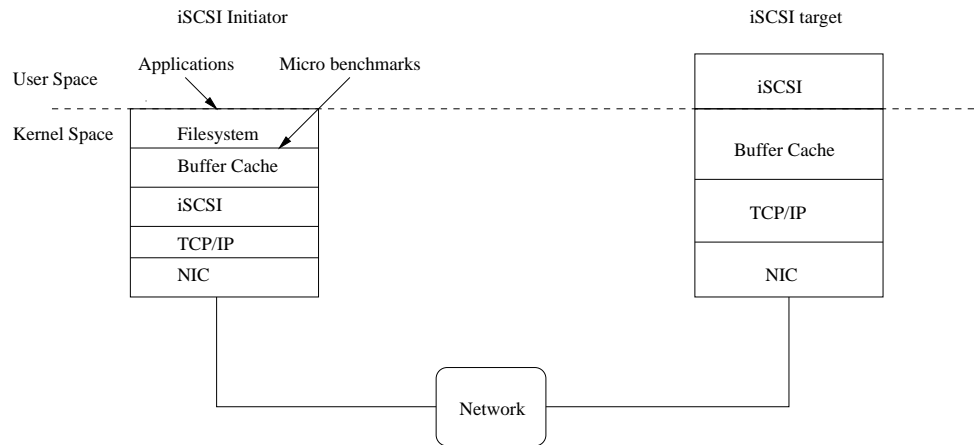 iSCSI Initiator
iSCSI target
Applications
Micro benchmarks
User Space
iSCSI
Kernel Space
Filesystem
Buffer Cache
Buffer Cache
iSCSI
TCP/IP
TCP/IP
NIC
NIC
Network